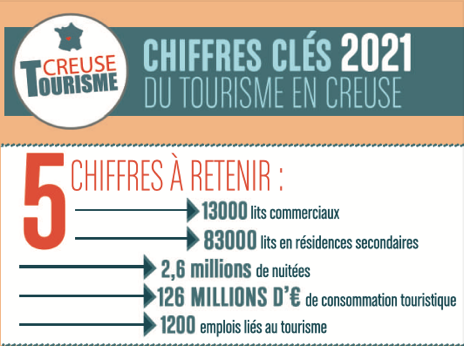 CREUSE
TOURISME
CHIFFRES CLÉS 2021
DU TOURISME EN CREUSE
5 CHIFFRES À RETENIR :
13000 lits commerciaux
83000 lits en résidences secondaires
2,6 millions de nuitées
126 MILLIONS D'€ de consommation touristique
1200 emplois liés au tourisme